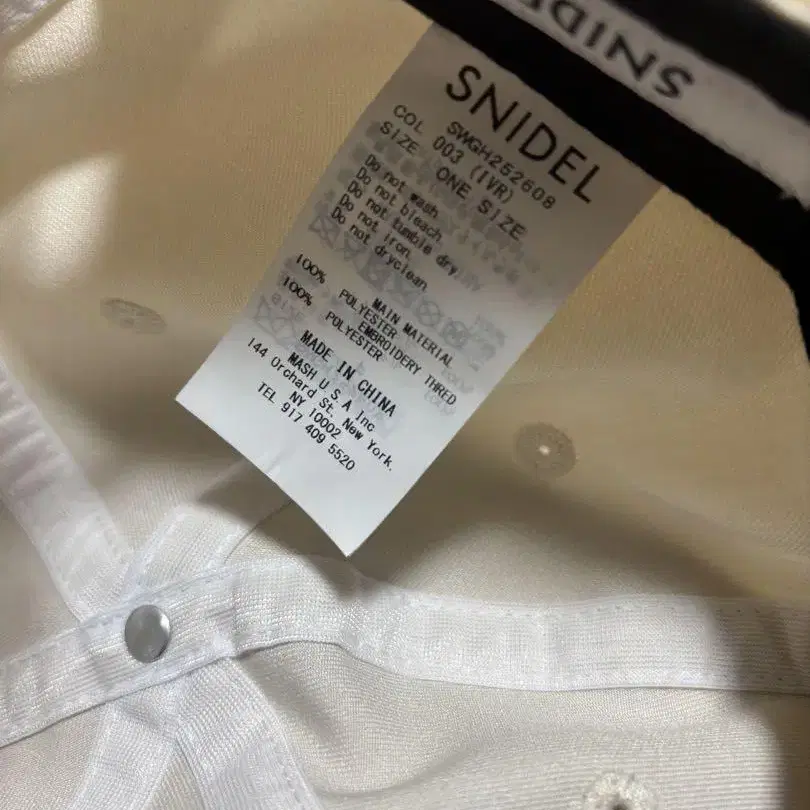 SNIDE
SNIDEL
SWGH252608
COL 003 (IVR)
SIZE ONE SIZE
Do not wash
Do not bleach
Do not tumble dry
Do not iron.
Do not dryclean
MAIN MATERIAL
100% POLYESTER
EMBROIDERY THRED
100% POLYESTER
MADE IN CHINA
MASH U.S.A Inc
144 Orchard St. New York.
NY 10002
TEL 917 409 5520